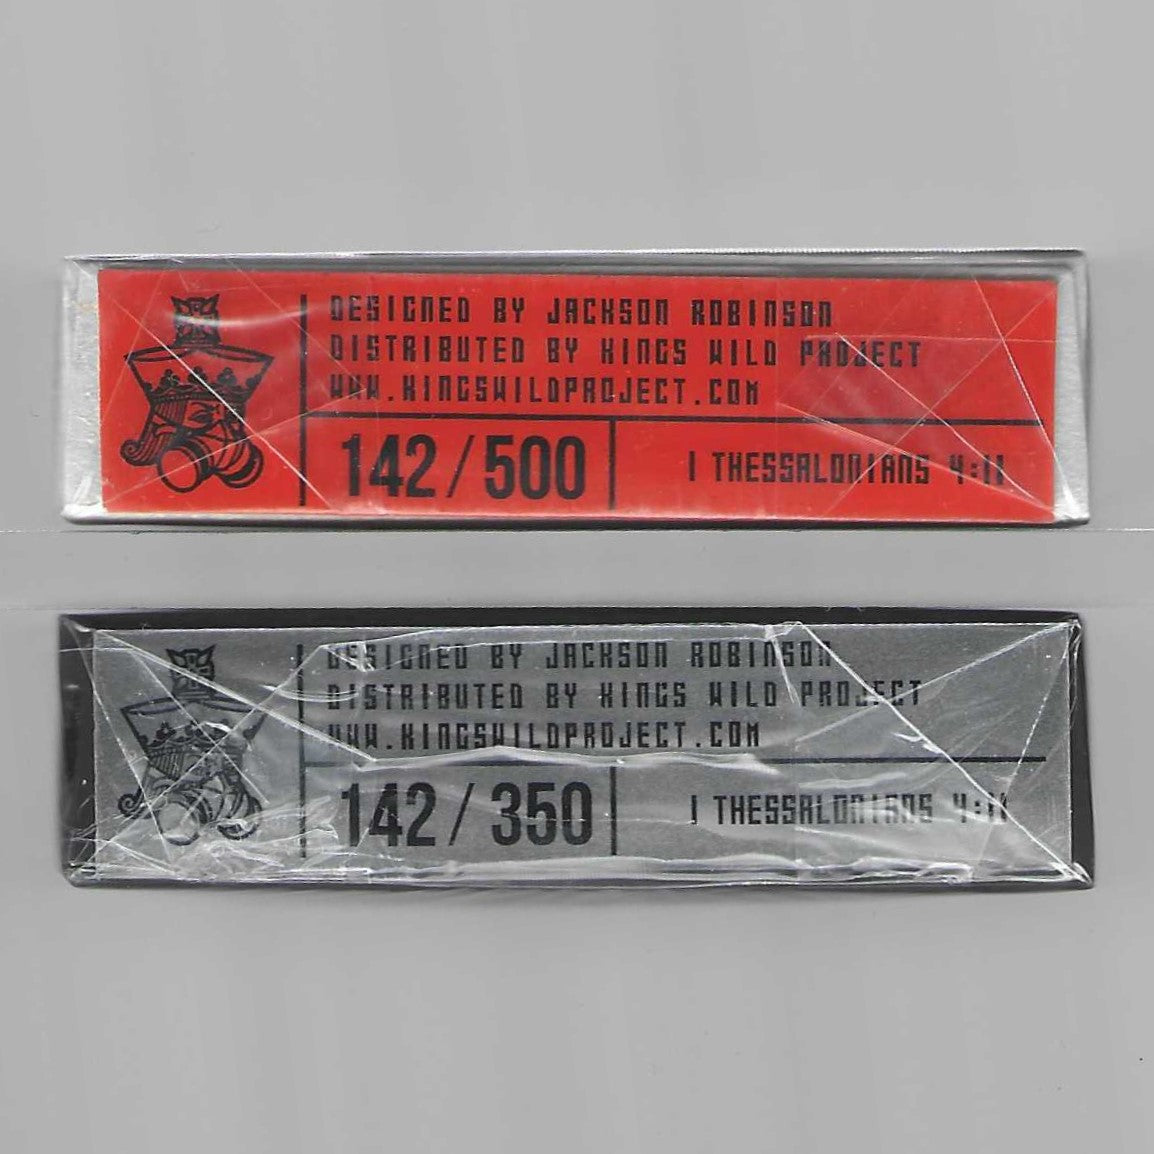 DESIGNED BY JACKSON ROBINSON
DISTRIBUTED BY KINGS WILD PROJECT
WWW.KINGSWILDPROJECT.COM
142/500
I THESSALONIANS 4:11
DESIGNED BY JACKSON ROBINSON
DISTRIBUTED BY KINGS WILD PROJECT
WWW.KINGSWILDPROJECT.COM
142/350
I THESSALONIANS 4:11